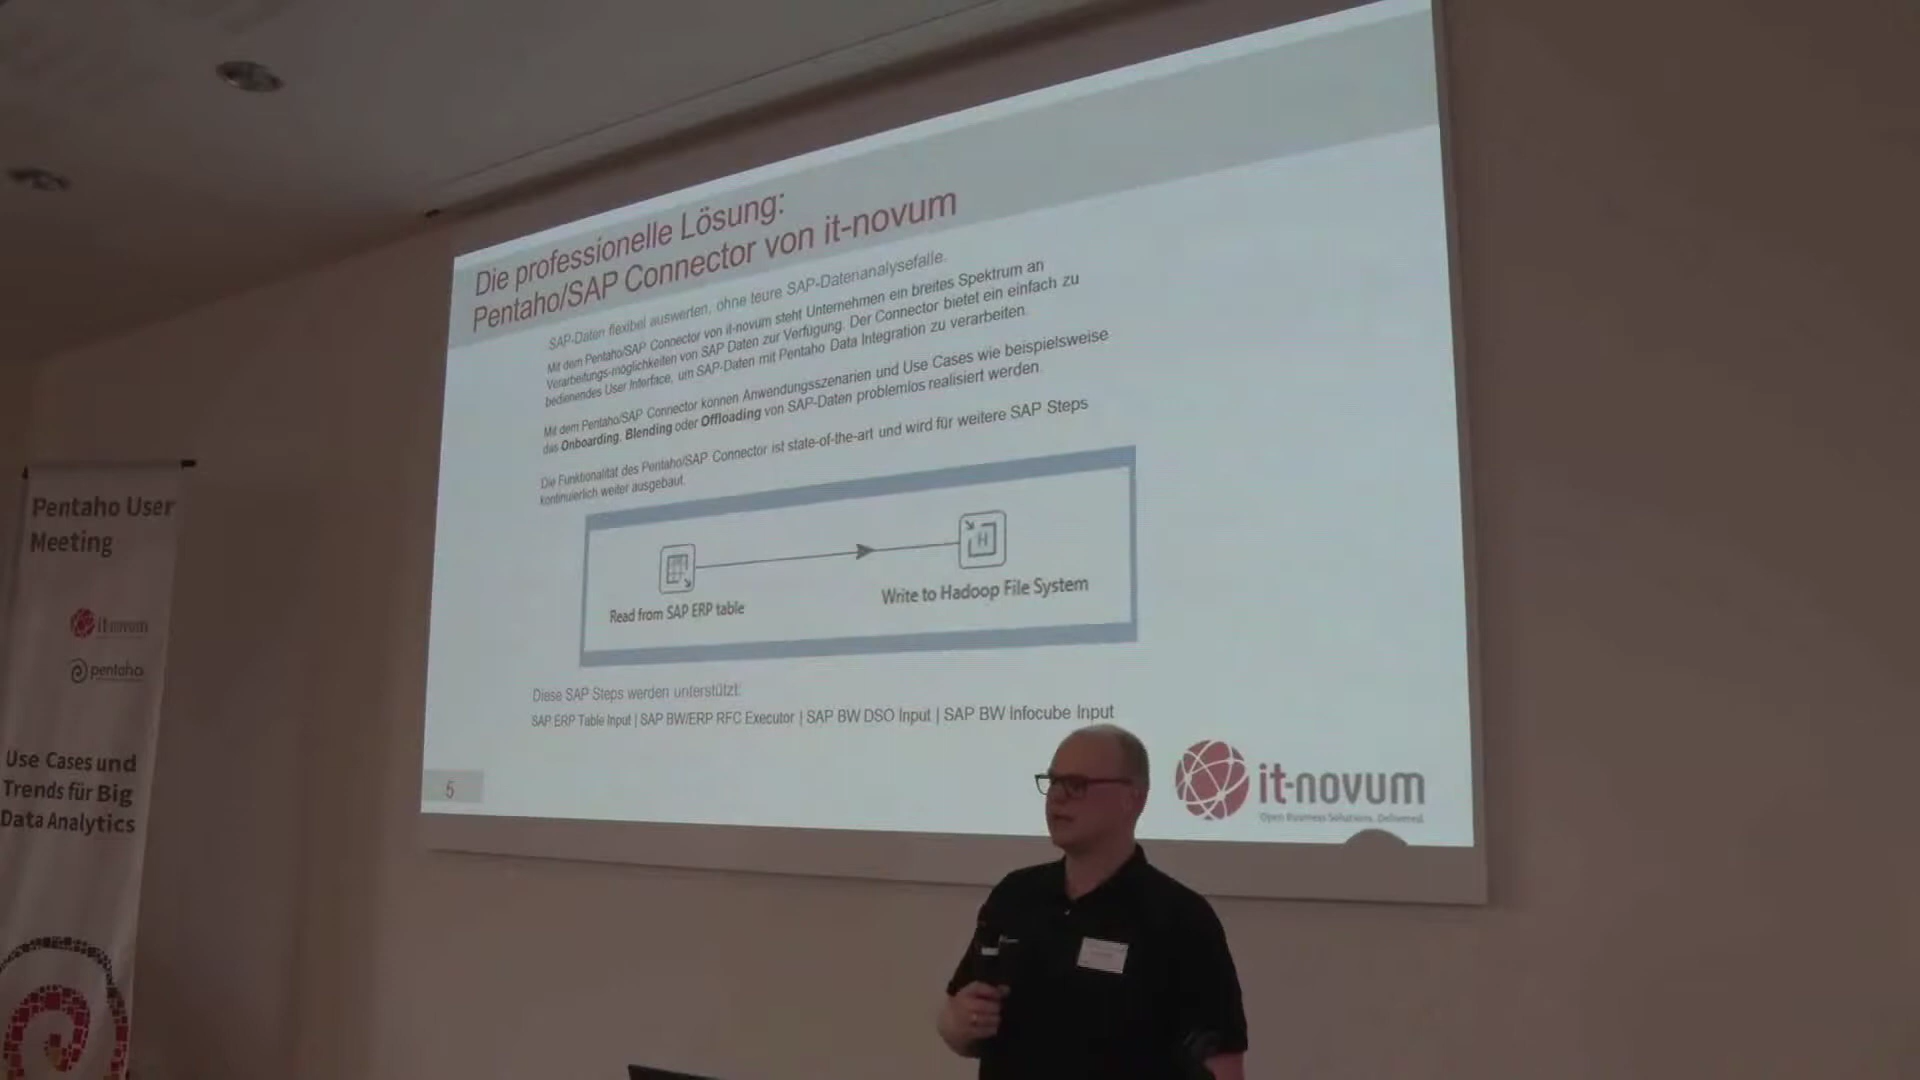 Die professionelle Lösung:
Pentaho/SAP Connector von it-novum
SAP-Daten flexibel auswerten, ohne teure SAP-Datenanalysefalle.
Mit dem Pentaho/SAP Connector von it-novum steht Unternehmen ein breites Spektrum an
Verarbeitungs-möglichkeiten von SAP Daten zur Verfügung. Der Connector bietet ein einfach zu
bedienendes User Interface, um SAP-Daten mit Pentaho Data Integration zu verarbeiten.
Mit dem Pentaho/SAP Connector können Anwendungsszenarien und Use Cases wie beispielsweise
das Onboarding, Blending oder Offloading von SAP-Daten problemlos realisiert werden.
Die Funktionalität des Pentaho/SAP Connector ist state-of-the-art und wird für weitere SAP Steps
kontinuierlich weiter ausgebaut.
Read from SAP ERP table
Write to Hadoop File System
H
Diese SAP Steps werden unterstützt:
SAP ERP Table Input | SAP BW/ERP RFC Executor | SAP BW DSO Input | SAP BW Infocube Input
5
it-novum
Open Business Solutions. Delivered.
Pentaho User
Meeting
it-novum
pentaho
Use Cases und
Trends für Big
Data Analytics